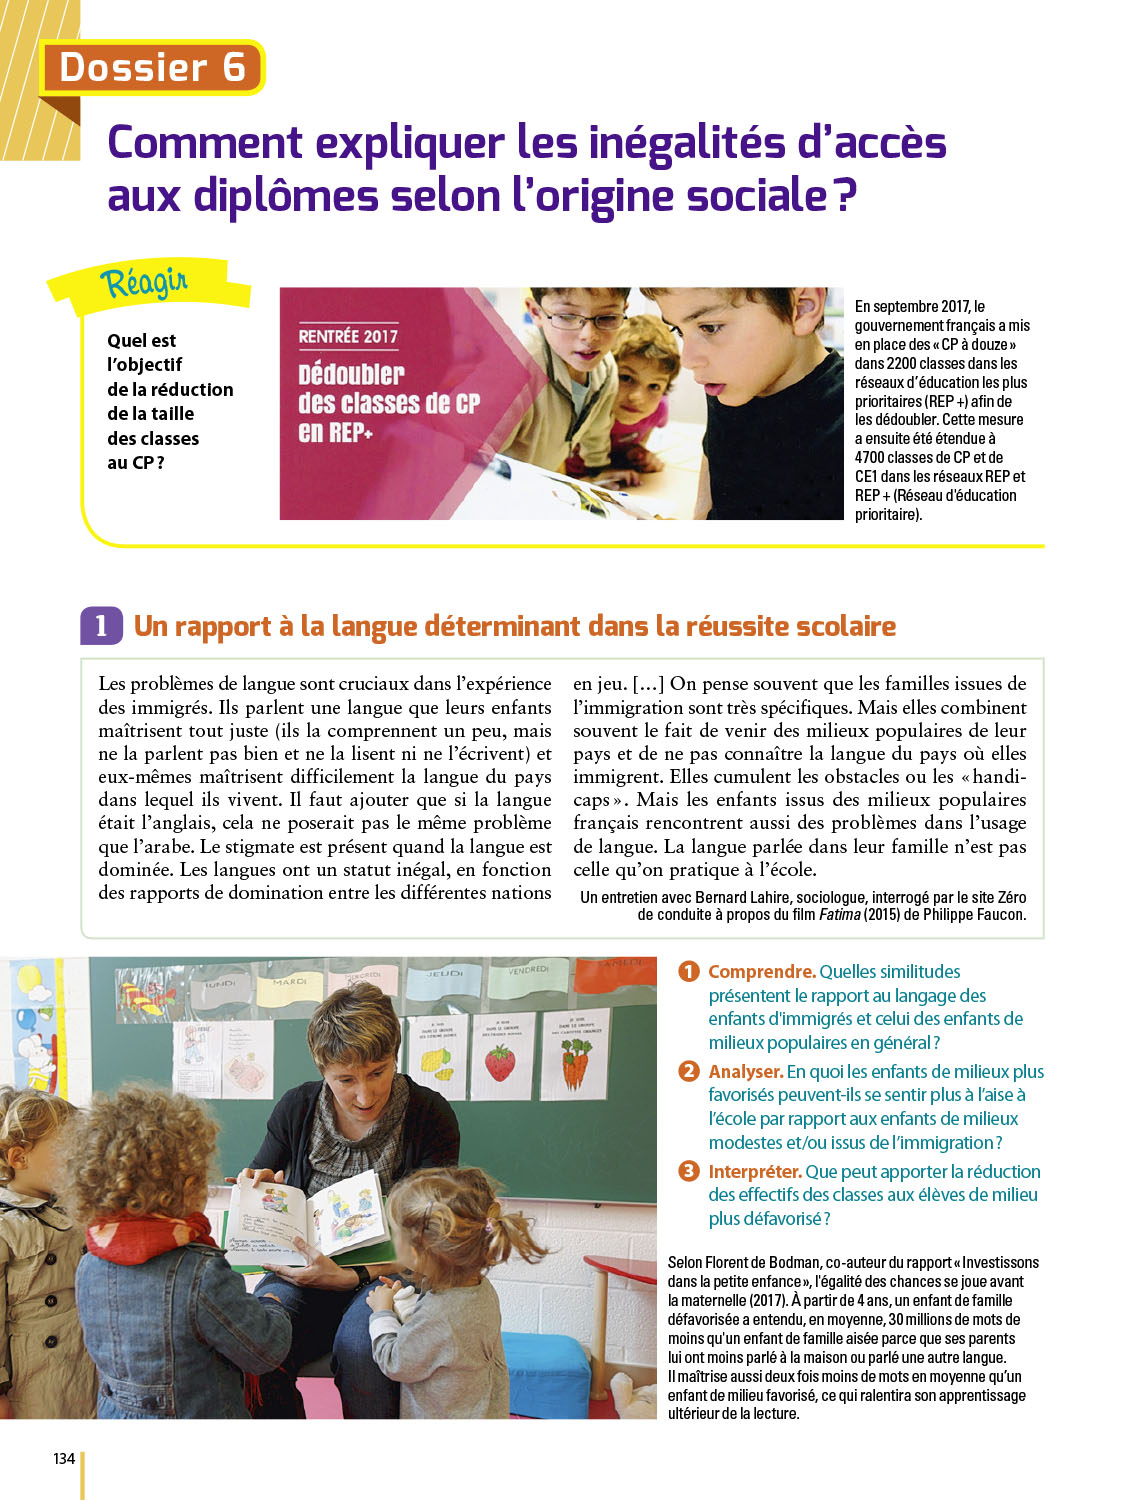 Dossier 6
Comment expliquer les inégalités d’accès
aux diplômes selon l’origine sociale ?
Réagir
Quel est
l’objectif
de la réduction
de la taille
des classes
au CP ?
RENTRÉE 2017
Dédoubler
des classes de CP
en REP+
En septembre 2017, le
gouvernement français a mis
en place des « CP à douze »
dans 2200 classes dans les
réseaux d’éducation les plus
prioritaires (REP +) afin de
les dédoubler. Cette mesure
a ensuite été étendue à
4700 classes de CP et de
CE1 dans les réseaux REP et
REP + (Réseau d'éducation
prioritaire).
1 Un rapport à la langue déterminant dans la réussite scolaire
Les problèmes de langue sont cruciaux dans l’expérience
des immigrés. Ils parlent une langue que leurs enfants
maîtrisent tout juste (ils la comprennent un peu, mais
ne la parlent pas bien et ne la lisent ni ne l’écrivent) et
eux-mêmes maîtrisent difficilement la langue du pays
dans lequel ils vivent. Il faut ajouter que si la langue
était l’anglais, cela ne poserait pas le même problème
que l’arabe. Le stigmate est présent quand la langue est
dominée. Les langues ont un statut inégal, en fonction
des rapports de domination entre les différentes nations
en jeu. […] On pense souvent que les familles issues de
l’immigration sont très spécifiques. Mais elles combinent
souvent le fait de venir des milieux populaires de leur
pays et de ne pas connaître la langue du pays où elles
immigrent. Elles cumulent les obstacles ou les « handi-
caps ». Mais les enfants issus des milieux populaires
français rencontrent aussi des problèmes dans l’usage
de langue. La langue parlée dans leur famille n’est pas
celle qu’on pratique à l’école.
Un entretien avec Bernard Lahire, sociologue, interrogé par le site Zéro
de conduite à propos du film Fatima (2015) de Philippe Faucon.
LUNDI
MARDI
MERCREDI
JEUDI
VENDREDI
SAMEDI
JE SUIS
DANS LE GROUPE
JE SUIS
DANS LE GROUPE
JE SUIS
DANS LE GROUPE
DES CAROTTES ORANGES
1 Comprendre. Quelles similitudes
présentent le rapport au langage des
enfants d'immigrés et celui des enfants de
milieux populaires en général ?
2 Analyser. En quoi les enfants de milieux plus
favorisés peuvent-ils se sentir plus à l’aise à
l’école par rapport aux enfants de milieux
modestes et/ou issus de l’immigration ?
3 Interpréter. Que peut apporter la réduction
des effectifs des classes aux élèves de milieu
plus défavorisé ?
Selon Florent de Bodman, co-auteur du rapport « Investissons
dans la petite enfance », l'égalité des chances se joue avant
la maternelle (2017). À partir de 4 ans, un enfant de famille
défavorisée a entendu, en moyenne, 30 millions de mots de
moins qu'un enfant de famille aisée parce que ses parents
lui ont moins parlé à la maison ou parlé une autre langue.
Il maîtrise aussi deux fois moins de mots en moyenne qu’un
enfant de milieu favorisé, ce qui ralentira son apprentissage
ultérieur de la lecture.
134